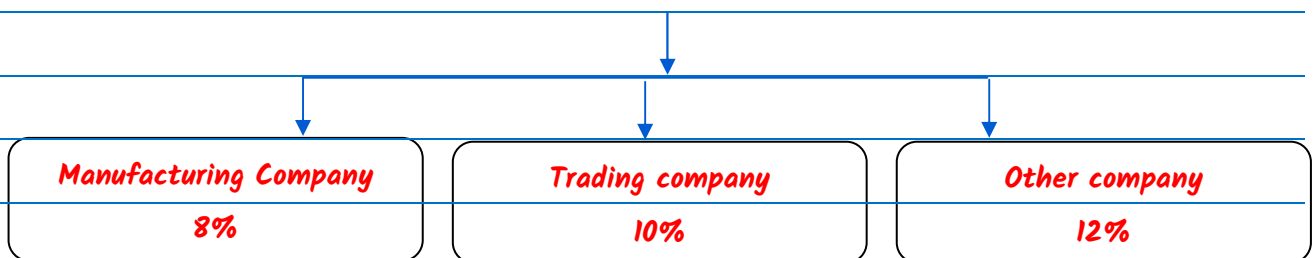 Manufacturing Company
8%
Trading company
10%
Other company
12%